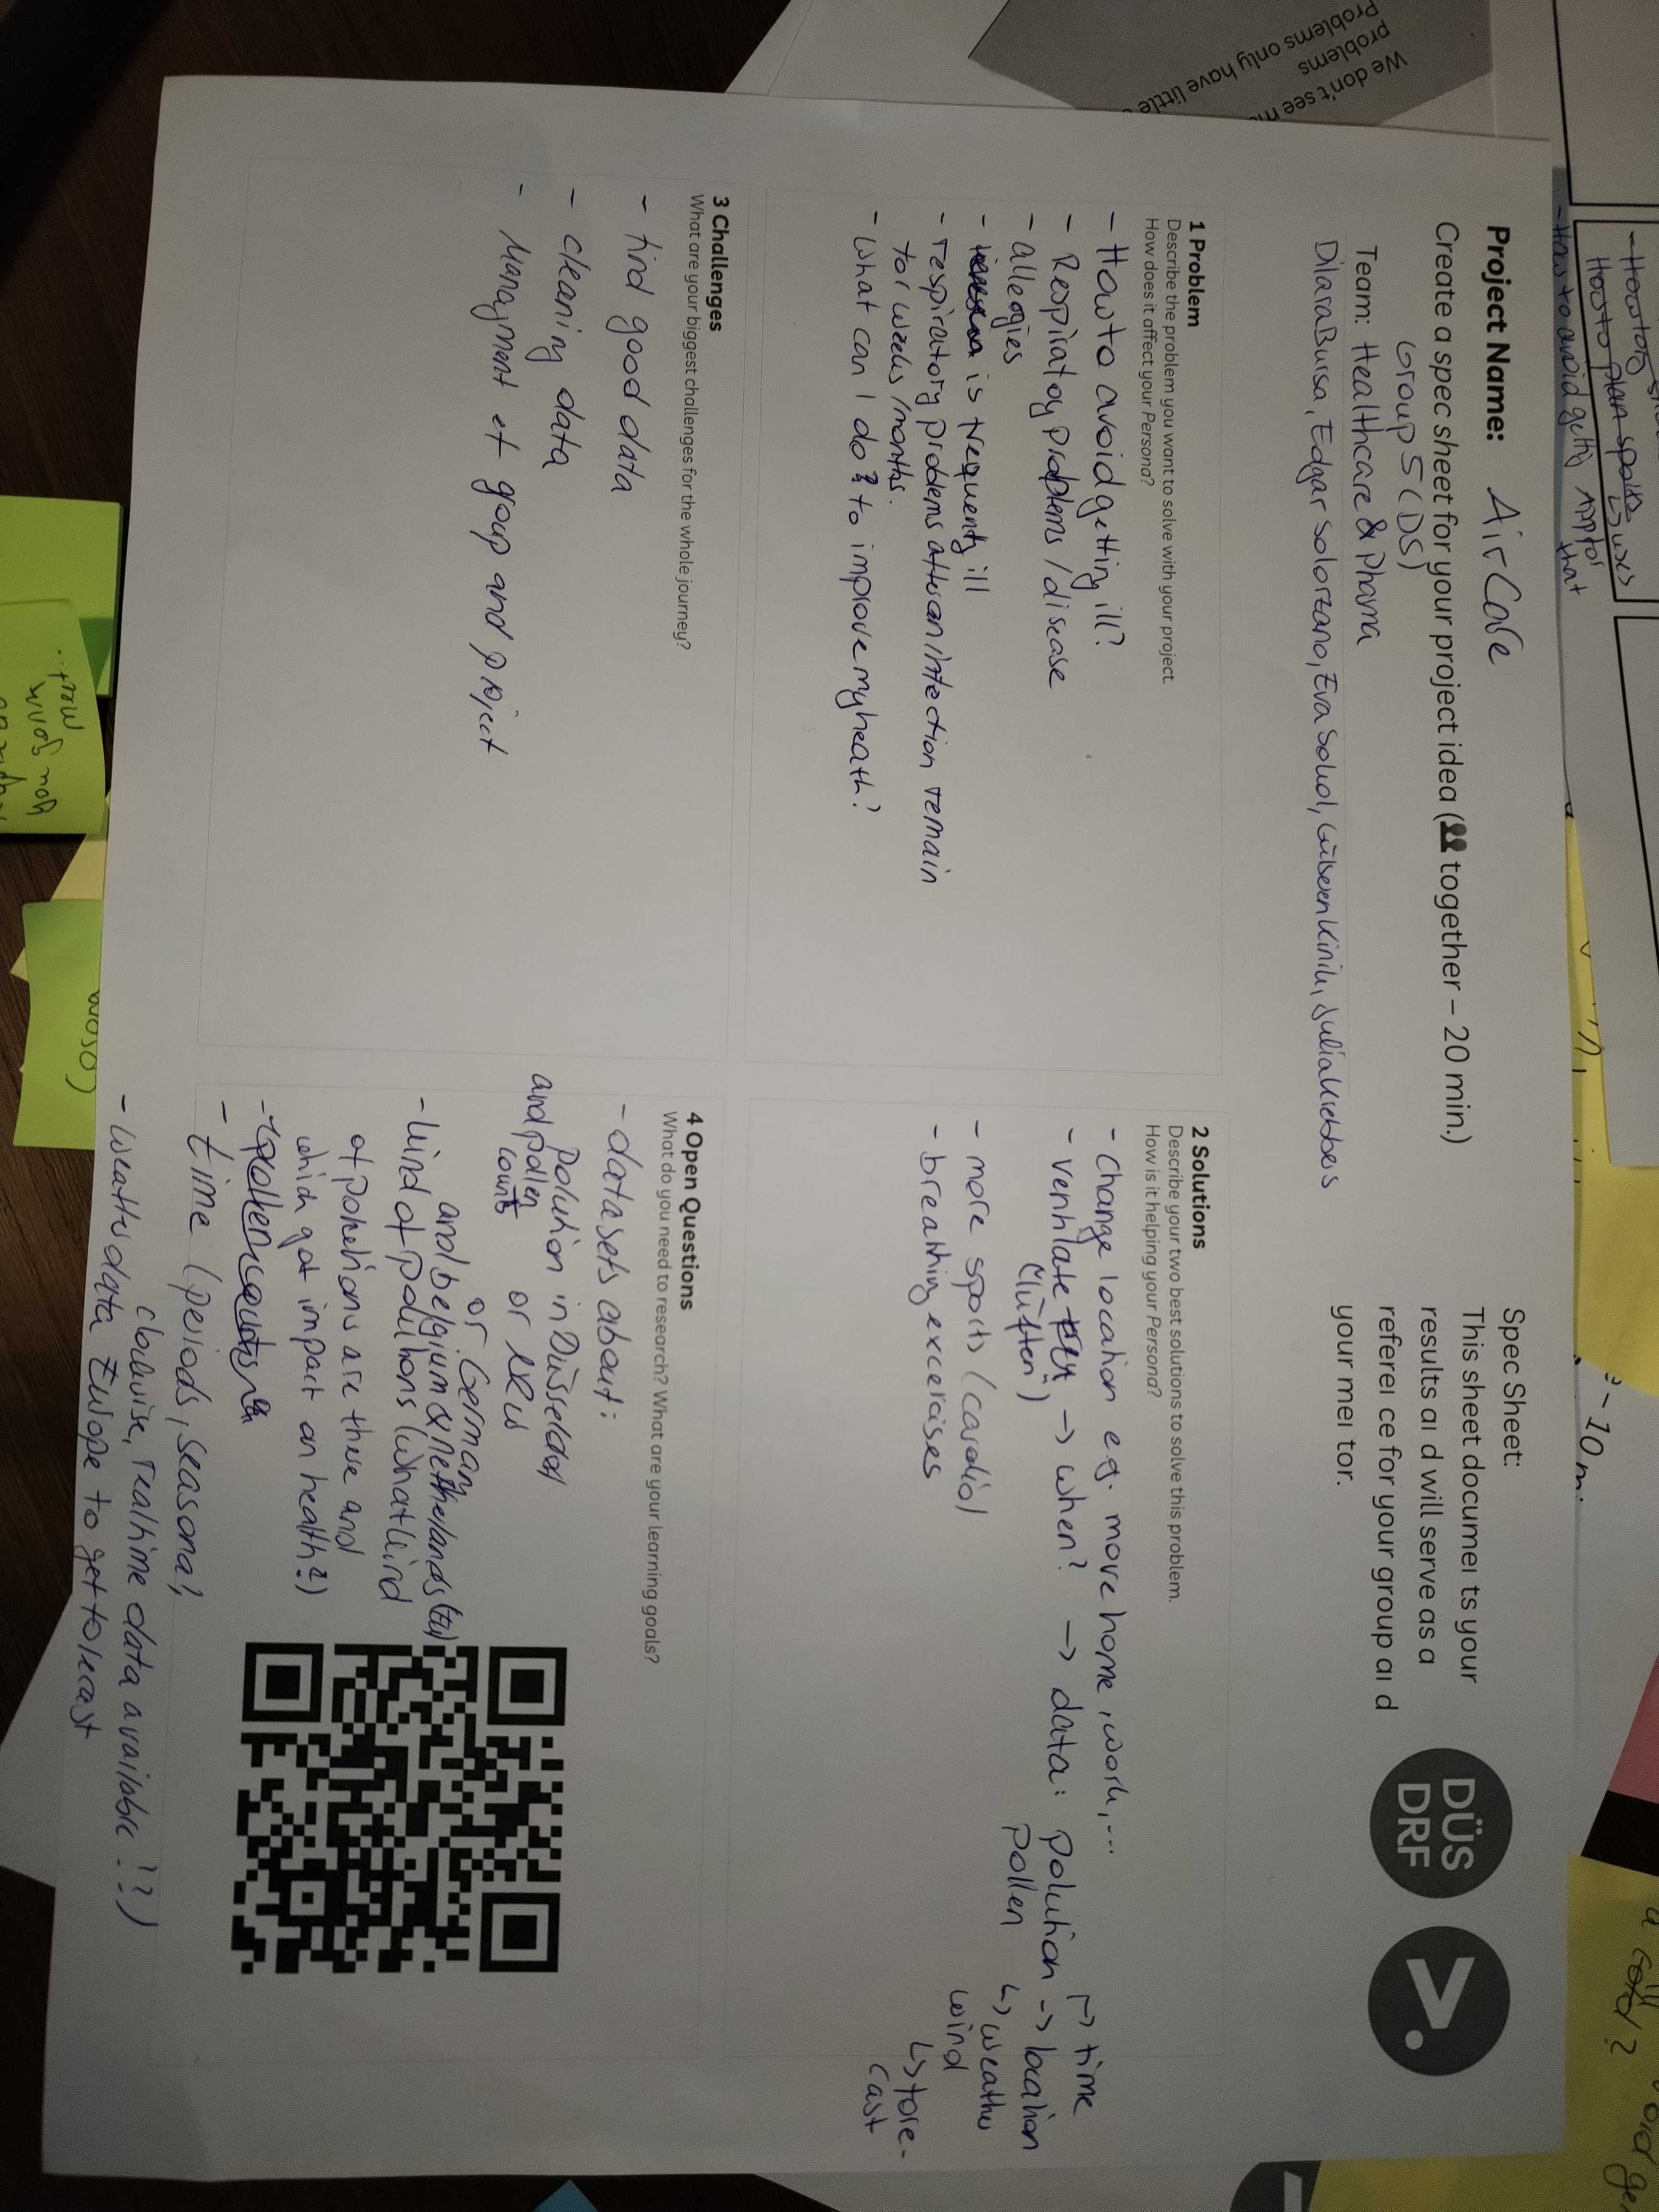 - How long
How to plan sports
↳ uses
- How to avoid getting App for
that
- 10 m
a cold?
oid ge
We don't see m
problems
Problems only have little
Project Name: AirCare
Create a spec sheet for your project idea (👥 together – 20 min.)
Group 5 (DS)
Team: Healthcare & Pharma
Dilara Bursa, Edgar Solorzano, Eva Sokol, Gülseren Kinik, Julia Krebbers
Spec Sheet:
This sheet documei ts your
results ai d will serve as a
referei ce for your group ai d
your mei tor.
DÜS
DRF
>.
1 Problem
Describe the problem you want to solve with your project.
How does it affect your Persona?
- How to avoid getting ill?
- Respiratoy problems / disease
- allergies
- is frequently ill
- respiratory problems after an infection remain
for weeks / months.
- What can I do to improve my heath?
2 Solutions
Describe your two best solutions to solve this problem.
How is it helping your Persona?
- Change location e.g. move home, work, ...
- ventilate → when? → data: polution → time
("lüften") pollen → location
↳ weather
wind
↳ fore-
cast
- more sports (cardio)
- breathing excercises
3 Challenges
What are your biggest challenges for the whole journey?
- find good data
- cleaning data
- Managment of group and project
4 Open Questions
What do you need to research? What are your learning goals?
- datasets about:
polution in Düsseldorf
and pollen
counts
or NRW
or Germany
and belgium & netherlands (EU)
- kind of polutions (what kind
of polutions are there and
which got impact on health?)
- pollen counts
- time (periods, seasonal,
clockwise, realtime data available !??)
- weather data Europe to get forecast
meet...
you gonna
Corona